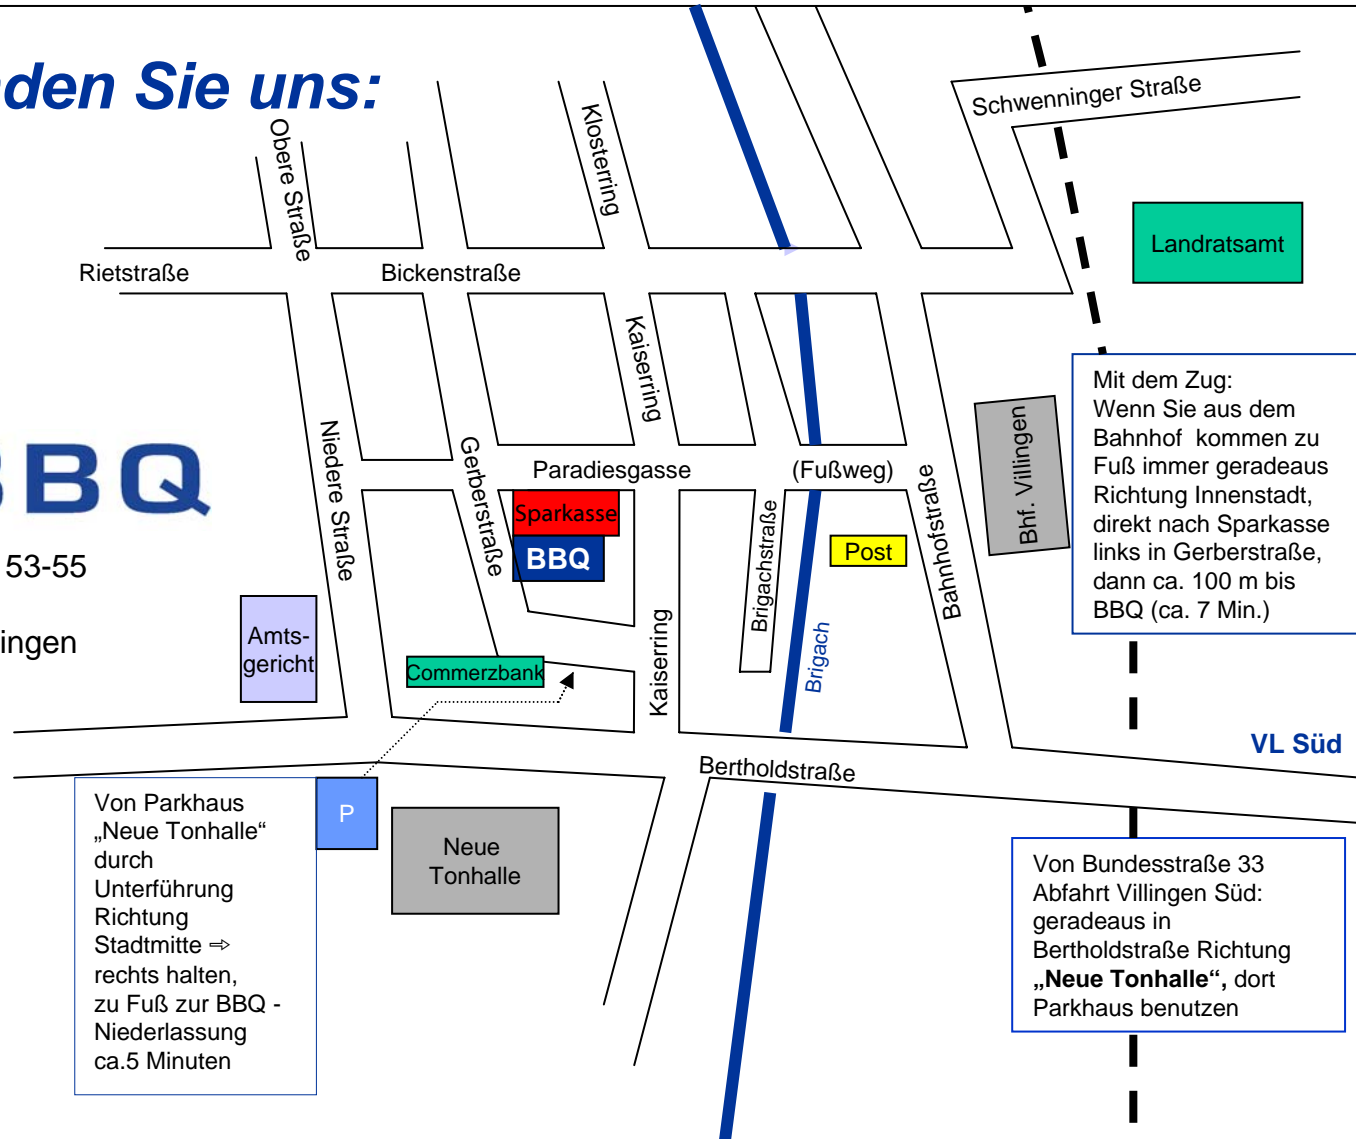 den Sie uns:
Schwenninger Straße
Obere Straße
Klosterring
Landratsamt
Rietstraße
Bickenstraße
Kaiserring
Mit dem Zug:
Wenn Sie aus dem
Bahnhof kommen zu
Fuß immer geradeaus
Richtung Innenstadt,
direkt nach Sparkasse
links in Gerberstraße,
dann ca. 100 m bis
BBQ (ca. 7 Min.)
Bhf. Villingen
Niedere Straße
Gerberstraße
Paradiesgasse
(Fußweg)
BBQ
Sparkasse
BBQ
Brigachstraße
Post
Bahnhofstraße
53-55
ingen
Amts-
gericht
Commerzbank
Kaiserring
Brigach
VL Süd
Bertholdstraße
Von Parkhaus
„Neue Tonhalle“
durch
Unterführung
Richtung
Stadtmitte ⇨
rechts halten,
zu Fuß zur BBQ -
Niederlassung
ca.5 Minuten
P
Neue
Tonhalle
Von Bundesstraße 33
Abfahrt Villingen Süd:
geradeaus in
Bertholdstraße Richtung
„Neue Tonhalle“, dort
Parkhaus benutzen